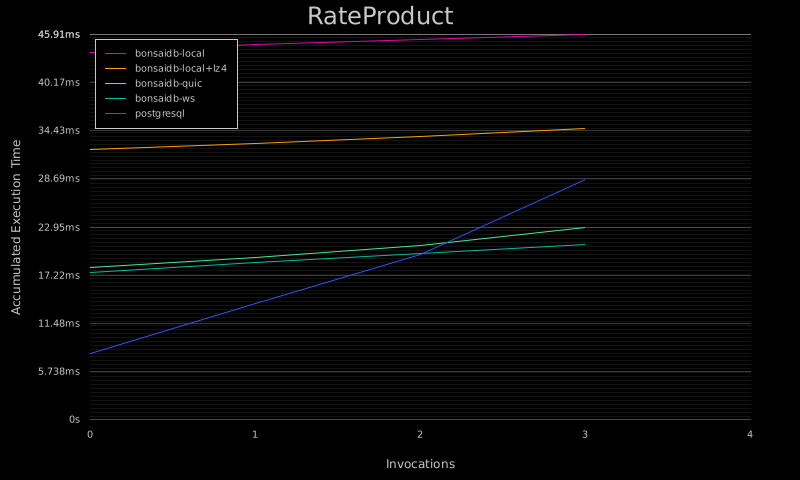 RateProduct
45.91ms
40.17ms
34.43ms
28.69ms
22.95ms
17.22ms
11.48ms
5.738ms
0s
Accumulated Execution Time
bonsaidb-local
bonsaidb-local+lz4
bonsaidb-quic
bonsaidb-ws
postgresql
0 1 2 3 4
Invocations